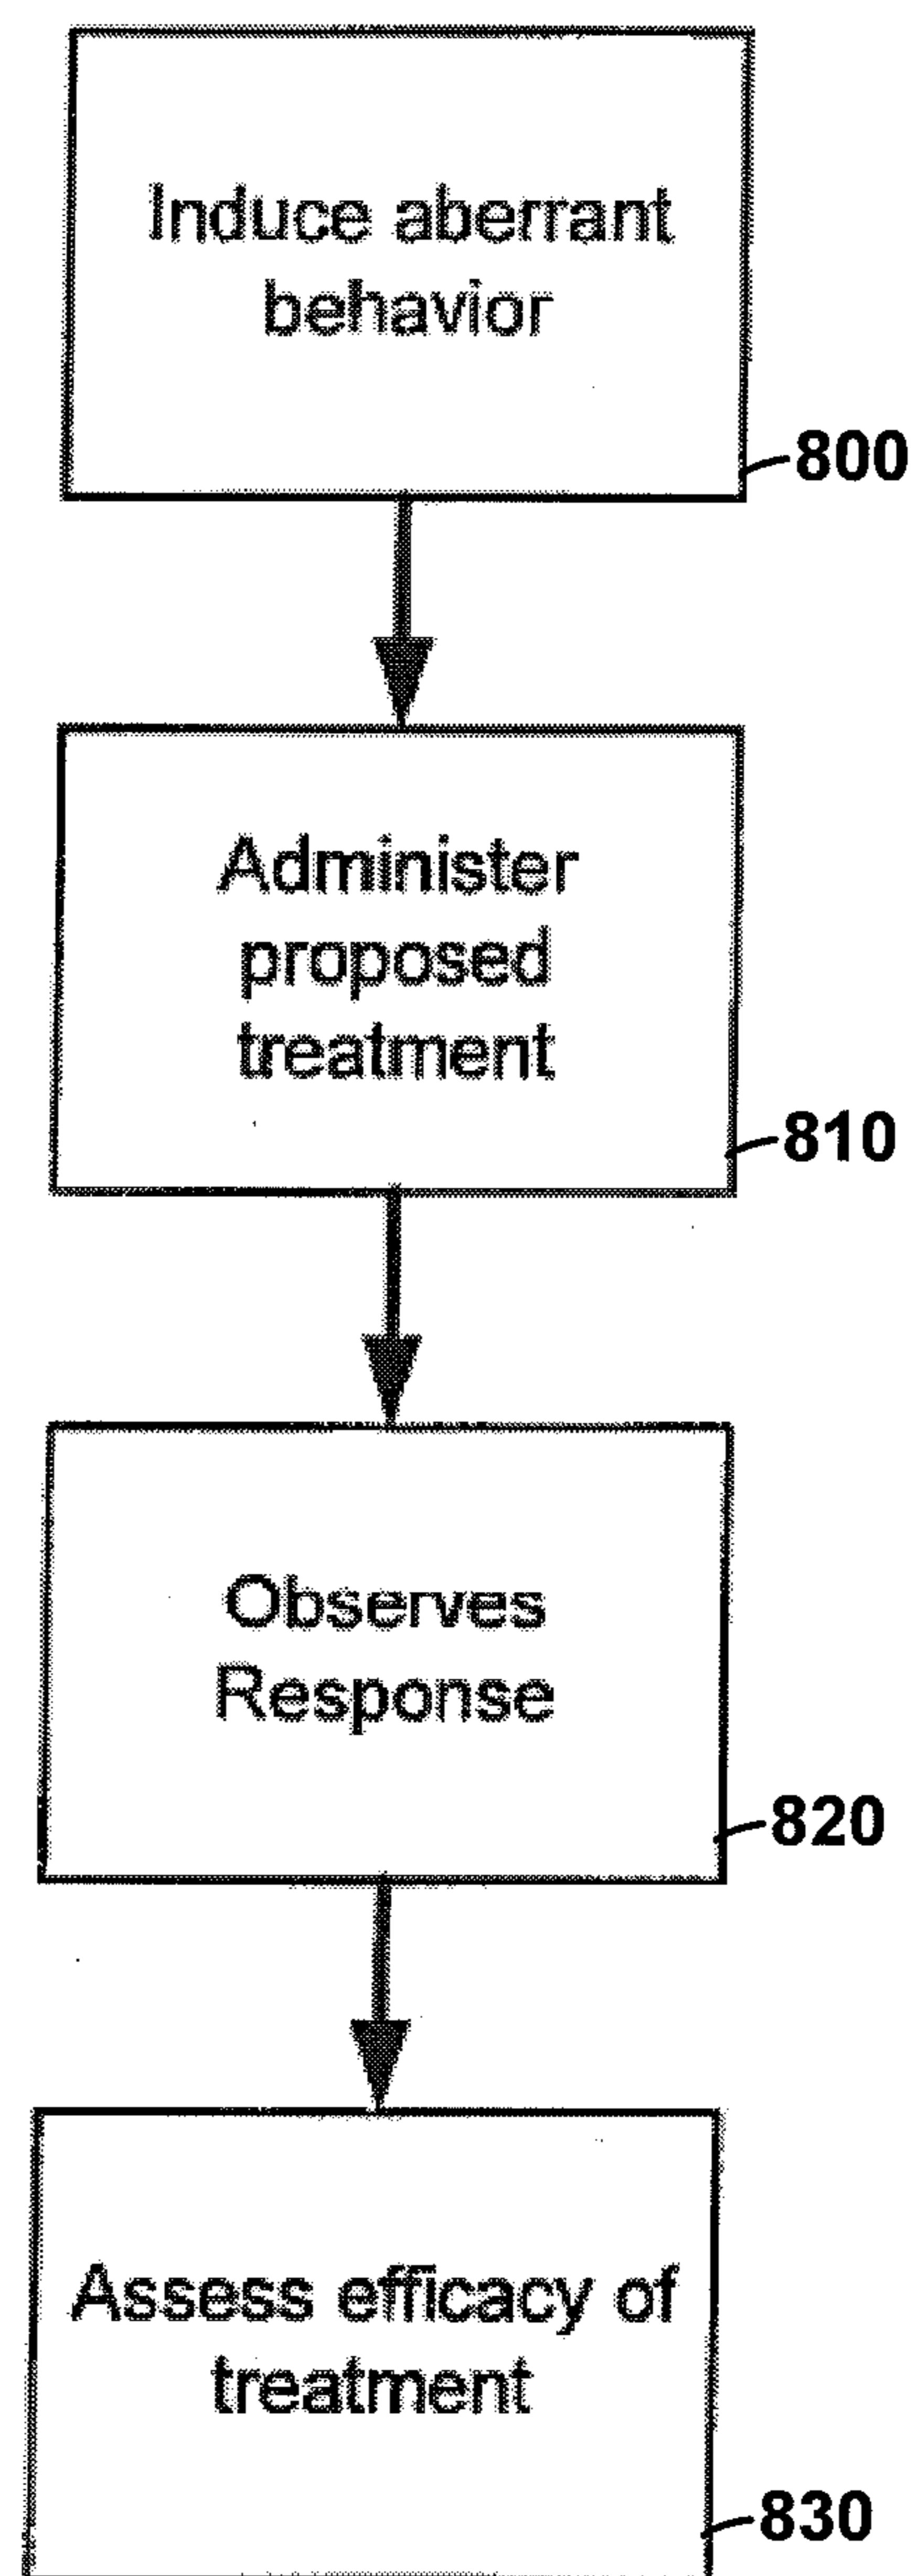 Induce aberrant
behavior
800
Administer
proposed
treatment
810
Observes
Response
820
Assess efficacy of
treatment
830